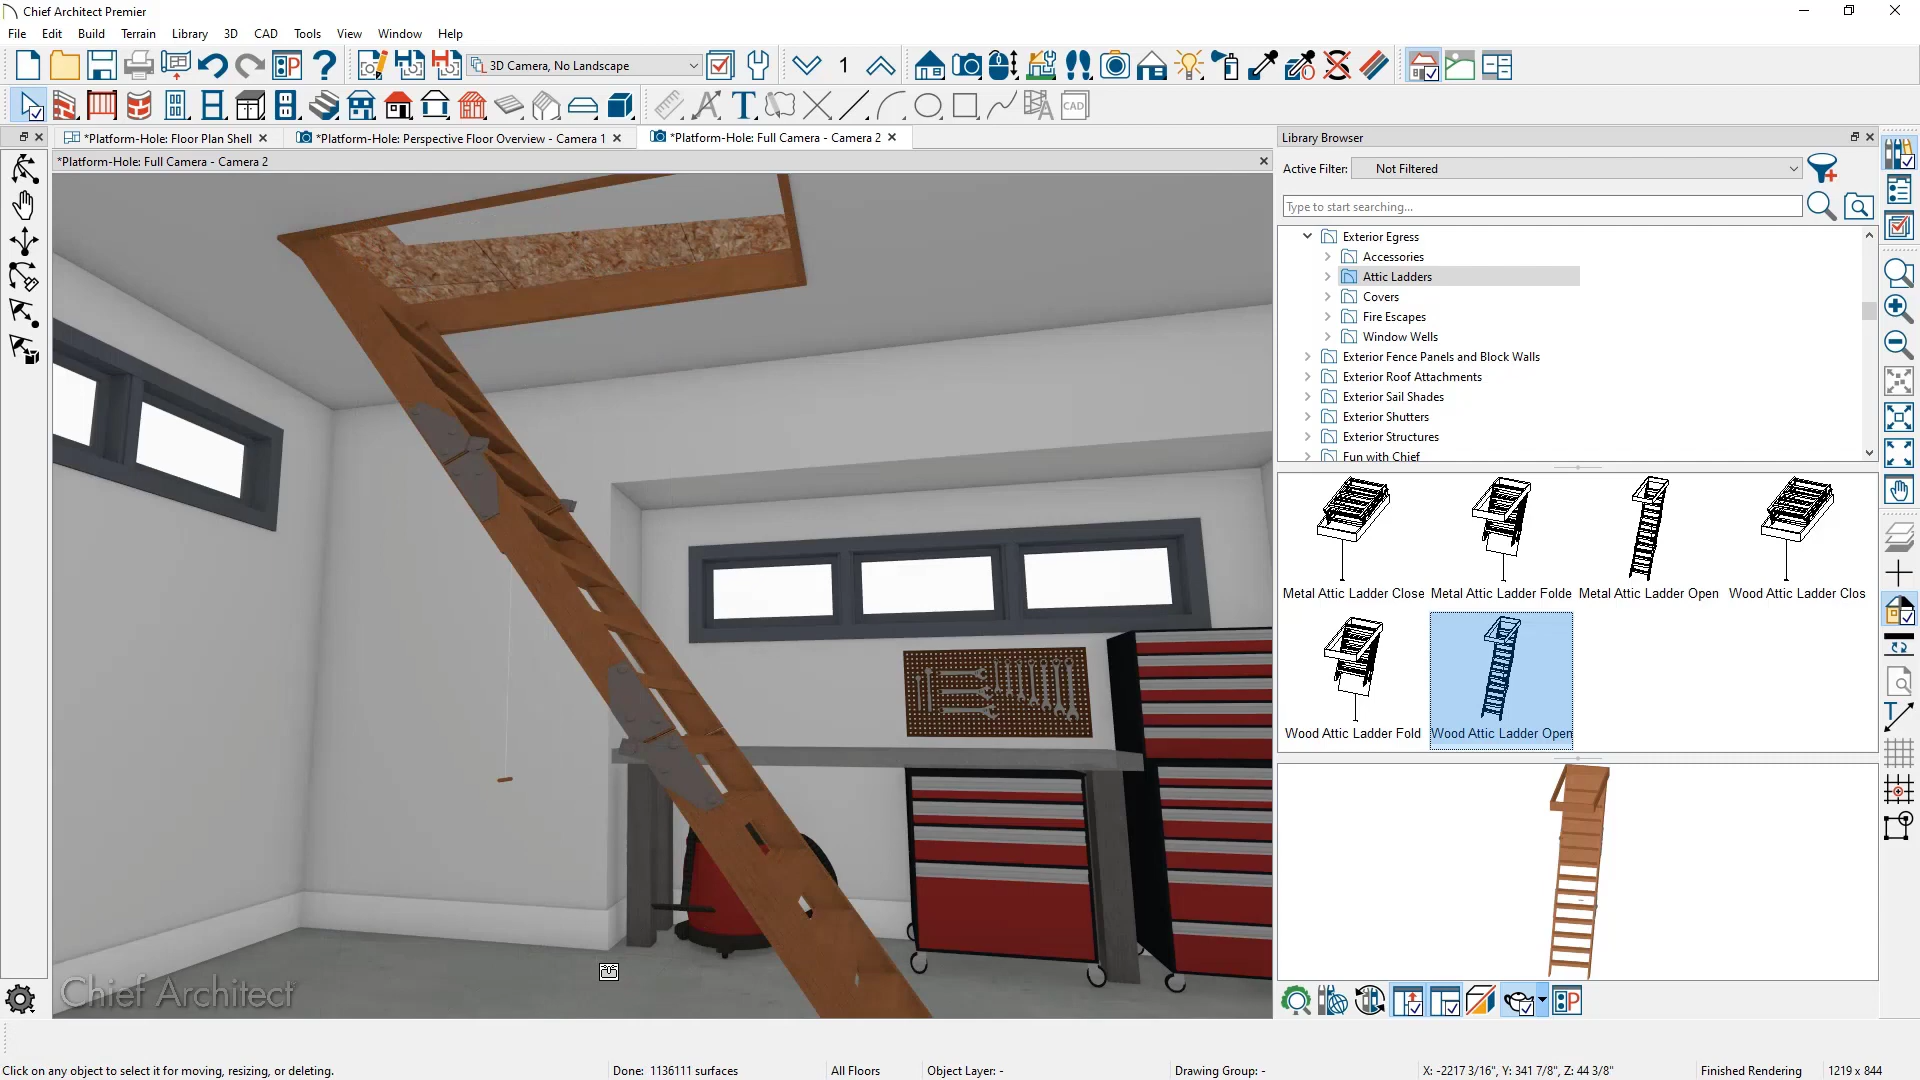 Chief Architect Premier
File Edit Build Terrain Library 3D CAD Tools Views Window Help
3D Camera, No Landscape
1
CAD
*Platform-Hole: Floor Plan Shell
*Platform-Hole: Perspective Floor Overview - Camera 1
*Platform-Hole: Full Camera - Camera 2
*Platform-Hole: Full Camera - Camera 2
Library Browser
Active Filter: Not Filtered
Type to start searching...
Exterior Egress
Accessories
Attic Ladders
Covers
Fire Escapes
Window Wells
Exterior Fence Panels and Block Walls
Exterior Roof Attachments
Exterior Sail Shades
Exterior Shutters
Exterior Structures
Fun with Chief
Metal Attic Ladder Close Metal Attic Ladder Folde Metal Attic Ladder Open Wood Attic Ladder Clos
Wood Attic Ladder Fold Wood Attic Ladder Open
Chief Architect
Click on any object to select it for moving, resizing, or deleting.
Done: 1136111 surfaces
All Floors
Object Layer: -
Drawing Group: -
X: -2217 3/16", Y: 341 7/8", Z: 44 3/8"
Finished Rendering
1219 x 844